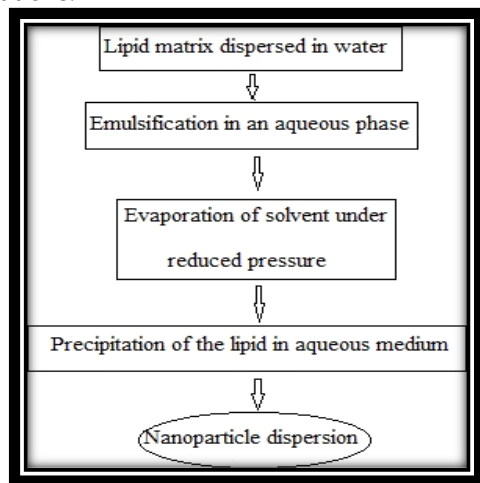 Lipid matrix dispersed in water
Emulsification in an aqueous phase
Evaporation of solvent under
reduced pressure
Precipitation of the lipid in aqueous medium
Nanoparticle dispersion